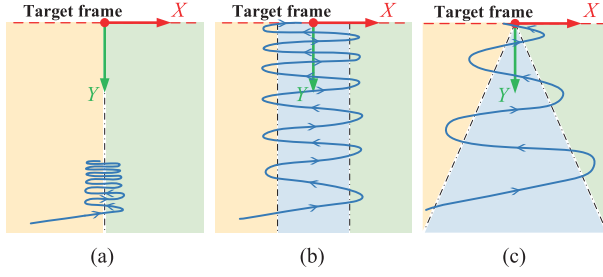 Target frame X Target frame X Target frame X
Y Y Y
(a) (b) (c)